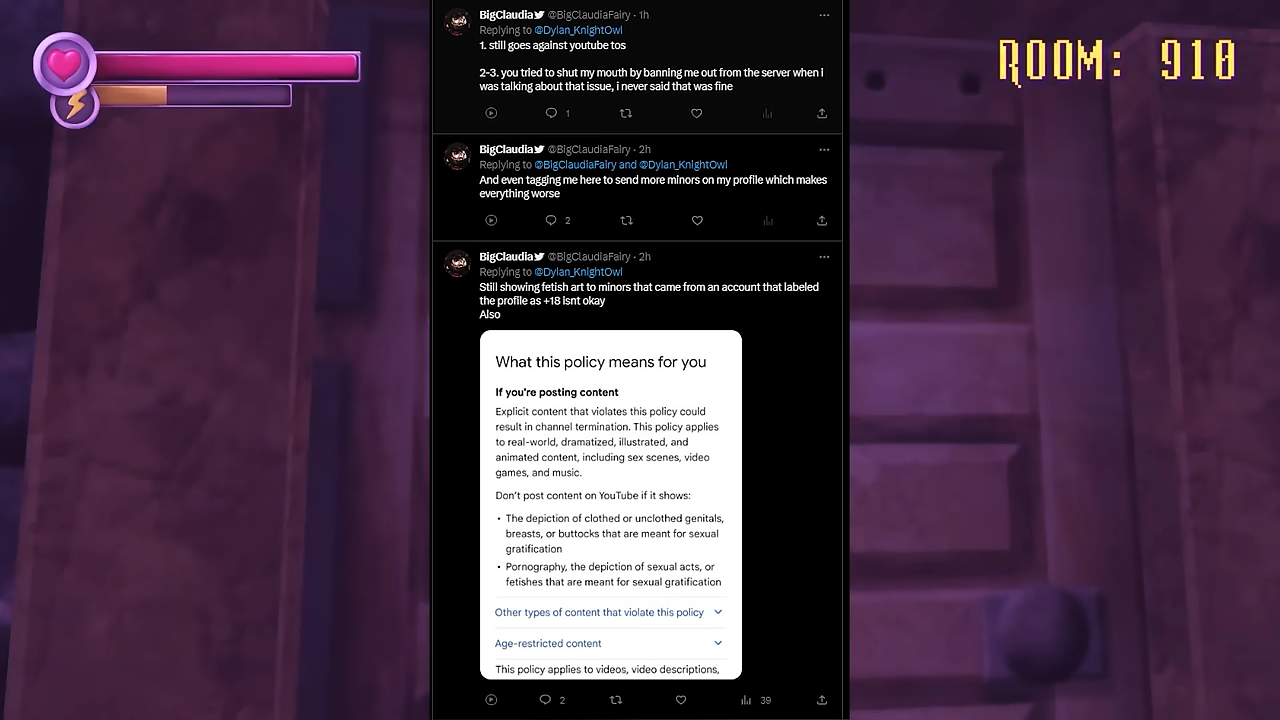 ROOM: 910
BigClaudia @BigClaudiaFairy · 1h
Replying to @Dylan_KnightOwl
1. still goes against youtube tos
2-3. you tried to shut my mouth by banning me out from the server when i
was talking about that issue, i never said that was fine
1
BigClaudia @BigClaudiaFairy · 2h
Replying to @BigClaudiaFairy and @Dylan_KnightOwl
And even tagging me here to send more minors on my profile which makes
everything worse
2
BigClaudia @BigClaudiaFairy · 2h
Replying to @Dylan_KnightOwl
Still showing fetish art to minors that came from an account that labeled
the profile as +18 isnt okay
Also
What this policy means for you
If you're posting content
Explicit content that violates this policy could
result in channel termination. This policy applies
to real-world, dramatized, illustrated, and
animated content, including sex scenes, video
games, and music.
Don't post content on YouTube if it shows:
• The depiction of clothed or unclothed genitals,
breasts, or buttocks that are meant for sexual
gratification
• Pornography, the depiction of sexual acts, or
fetishes that are meant for sexual gratification
Other types of content that violate this policy
Age-restricted content
This policy applies to videos, video descriptions,
2 39